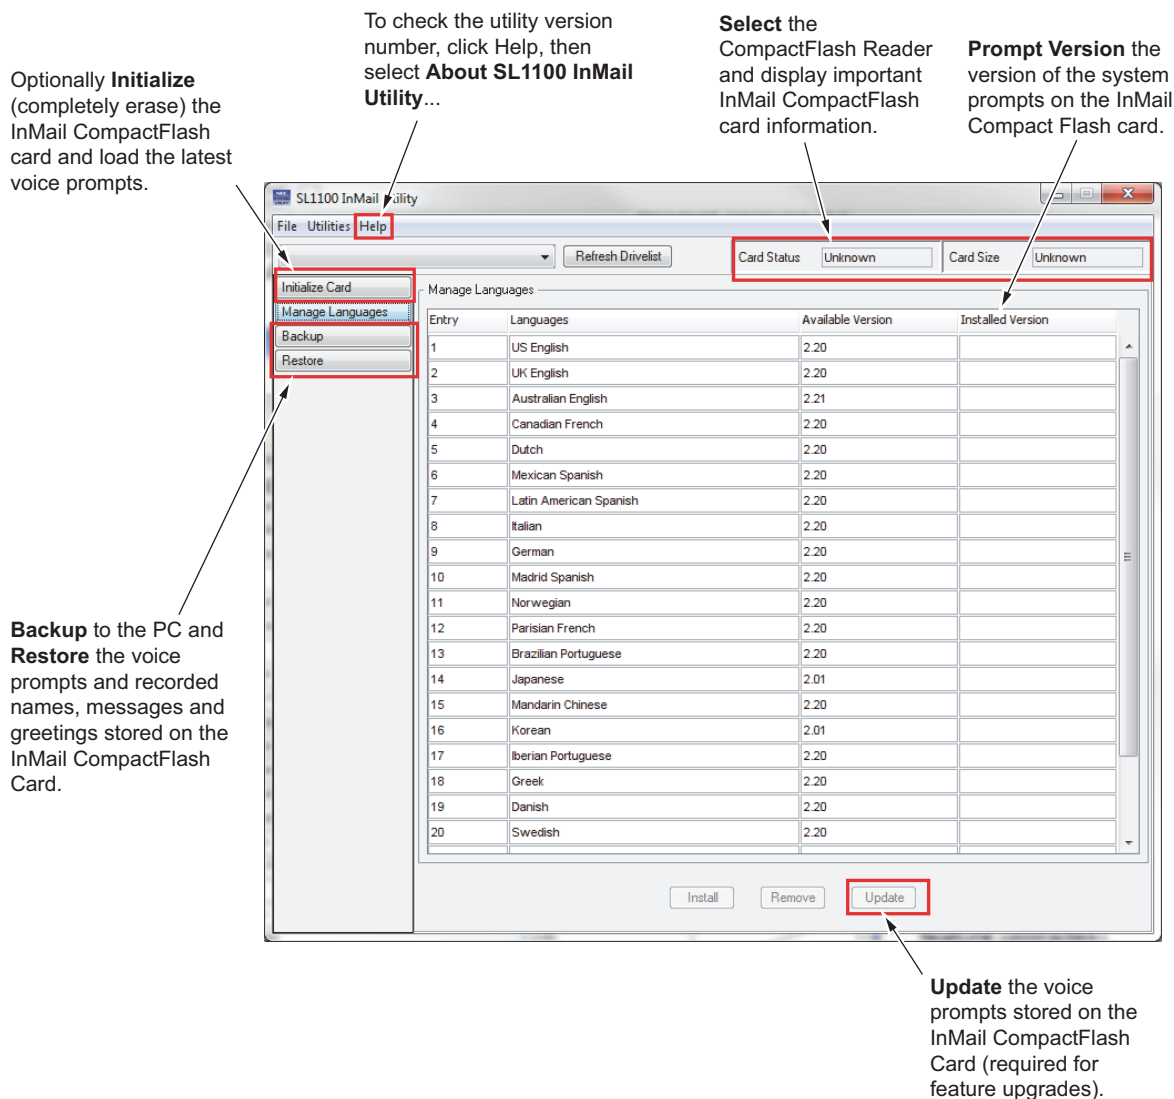 To check the utility version
number, click Help, then
select About SL1100 InMail
Utility...
Select the
CompactFlash Reader
and display important
InMail CompactFlash
card information.
Prompt Version the
version of the system
prompts on the InMail
Compact Flash card.
Optionally Initialize
(completely erase) the
InMail CompactFlash
card and load the latest
voice prompts.
SL1100 InMail Utility
File Utilities Help
Refresh Drivelist
Card Status Unknown
Card Size Unknown
Initialize Card
Manage Languages
Backup
Restore
Manage Languages
Entry Languages Available Version Installed Version
1 US English 2.20
2 UK English 2.20
3 Australian English 2.21
4 Canadian French 2.20
5 Dutch 2.20
6 Mexican Spanish 2.20
7 Latin American Spanish 2.20
8 Italian 2.20
9 German 2.20
10 Madrid Spanish 2.20
11 Norwegian 2.20
12 Parisian French 2.20
13 Brazilian Portuguese 2.20
14 Japanese 2.01
15 Mandarin Chinese 2.20
16 Korean 2.01
17 Iberian Portuguese 2.20
18 Greek 2.20
19 Danish 2.20
20 Swedish 2.20
Install Remove Update
Backup to the PC and
Restore the voice
prompts and recorded
names, messages and
greetings stored on the
InMail CompactFlash
Card.
Update the voice
prompts stored on the
InMail CompactFlash
Card (required for
feature upgrades).